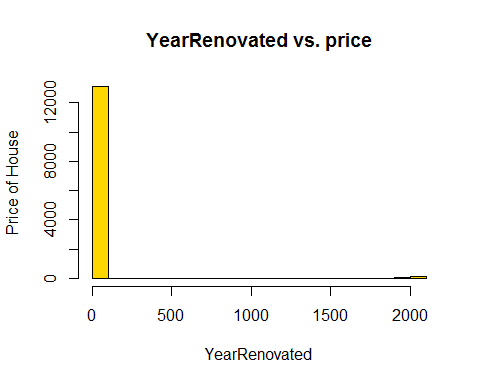 YearRenovated vs. price
Price of House
12000
8000
4000
0
0 500 1000 1500 2000
YearRenovated